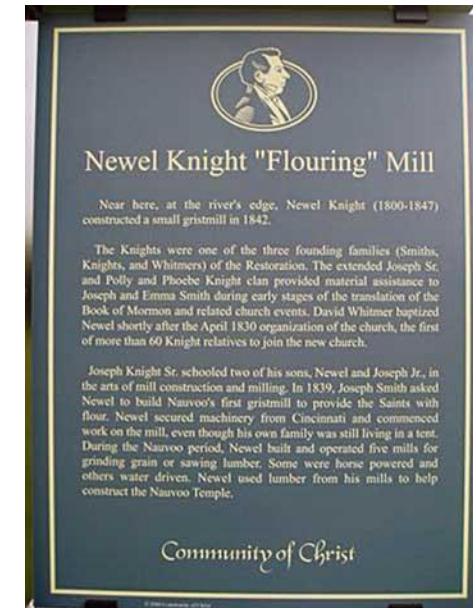 Newel Knight "Flouring" Mill
Near here, at the river's edge, Newel Knight (1800-1847)
constructed a small gristmill in 1842.
The Knights were one of the three founding families (Smiths,
Knights, and Whitmers) of the Restoration. The extended Joseph Sr.
and Polly and Phoebe Knight clan provided material assistance to
Joseph and Emma Smith during early stages of the translation of the
Book of Mormon and related church events. David Whitmer baptized
Newel shortly after the April 1830 organization of the church, the first
of more than 60 Knight relatives to join the new church.
Joseph Knight Sr. schooled two of his sons, Newel and Joseph Jr., in
the arts of mill construction and milling. In 1839, Joseph Smith asked
Newel to build Nauvoo's first gristmill to provide the Saints with
flour. Newel secured machinery from Cincinnati and commenced
work on the mill, even though his own family was still living in a tent.
During the Nauvoo period, Newel built and operated five mills for
grinding grain or sawing lumber. Some were horse powered and
others water driven. Newel used lumber from his mills to help
construct the Nauvoo Temple.
Community of Christ